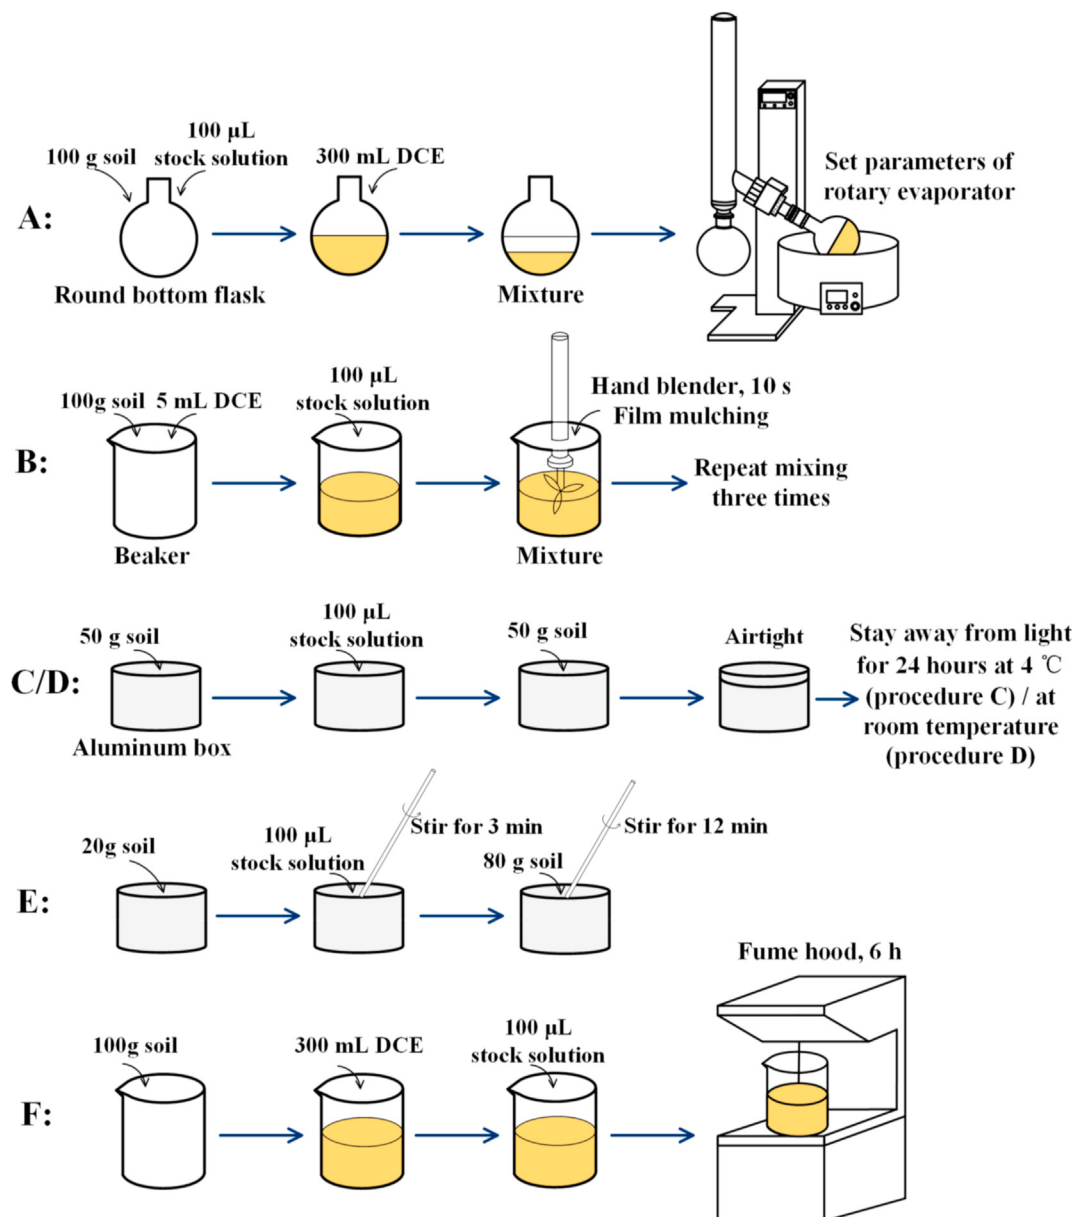 A:
100 g soil
100 µL
stock solution
Round bottom flask
300 mL DCE
Mixture
Set parameters of
rotary evaporator
B:
100g soil 5 mL DCE
Beaker
100 µL
stock solution
Hand blender, 10 s
Film mulching
Mixture
Repeat mixing
three times
C/D:
50 g soil
Aluminum box
100 µL
stock solution
50 g soil
Airtight
Stay away from light
for 24 hours at 4 ℃
(procedure C) / at
room temperature
(procedure D)
E:
20g soil
100 µL
stock solution
Stir for 3 min
80 g soil
Stir for 12 min
F:
100g soil
300 mL DCE
100 µL
stock solution
Fume hood, 6 h